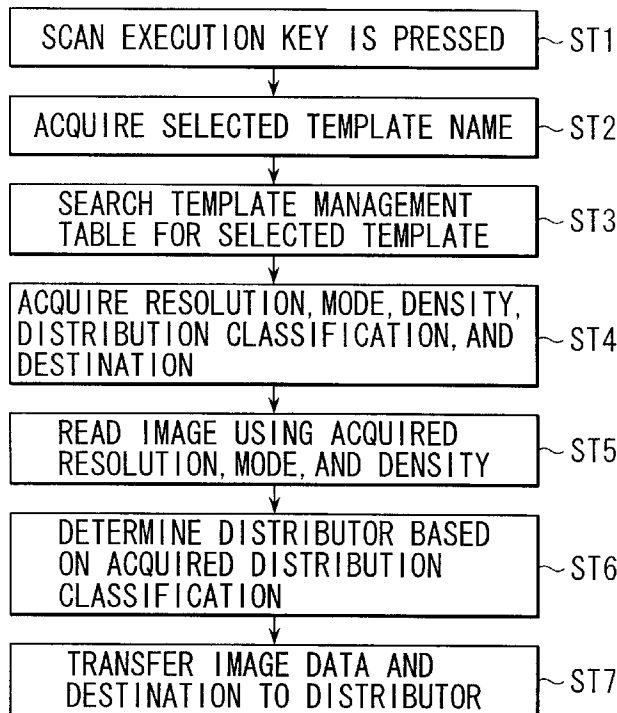 SCAN EXECUTION KEY IS PRESSED ~ST1
ACQUIRE SELECTED TEMPLATE NAME ~ST2
SEARCH TEMPLATE MANAGEMENT
TABLE FOR SELECTED TEMPLATE ~ST3
ACQUIRE RESOLUTION, MODE, DENSITY,
DISTRIBUTION CLASSIFICATION, AND
DESTINATION ~ST4
READ IMAGE USING ACQUIRED
RESOLUTION, MODE, AND DENSITY ~ST5
DETERMINE DISTRIBUTOR BASED
ON ACQUIRED DISTRIBUTION
CLASSIFICATION ~ST6
TRANSFER IMAGE DATA AND
DESTINATION TO DISTRIBUTOR ~ST7